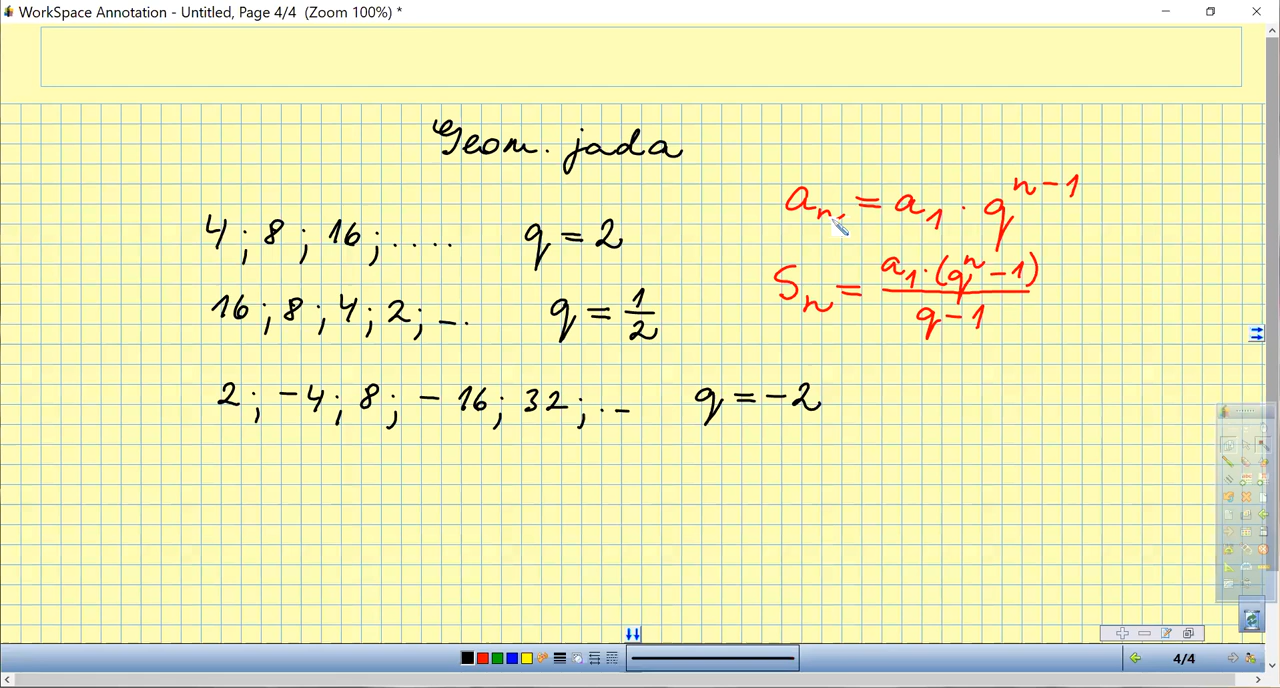 WorkSpace Annotation - Untitled, Page 4/4 (Zoom 100%) *
Geom. jada
4 ; 8 ; 16 ; .... q = 2
16 ; 8 ; 4 ; 2 ; ... q = 1/2
2 ; -4 ; 8 ; -16 ; 32 ; ... q = -2
aₙ = a₁ · qⁿ⁻¹
Sₙ = a₁ · (qⁿ - 1) / q - 1
4/4